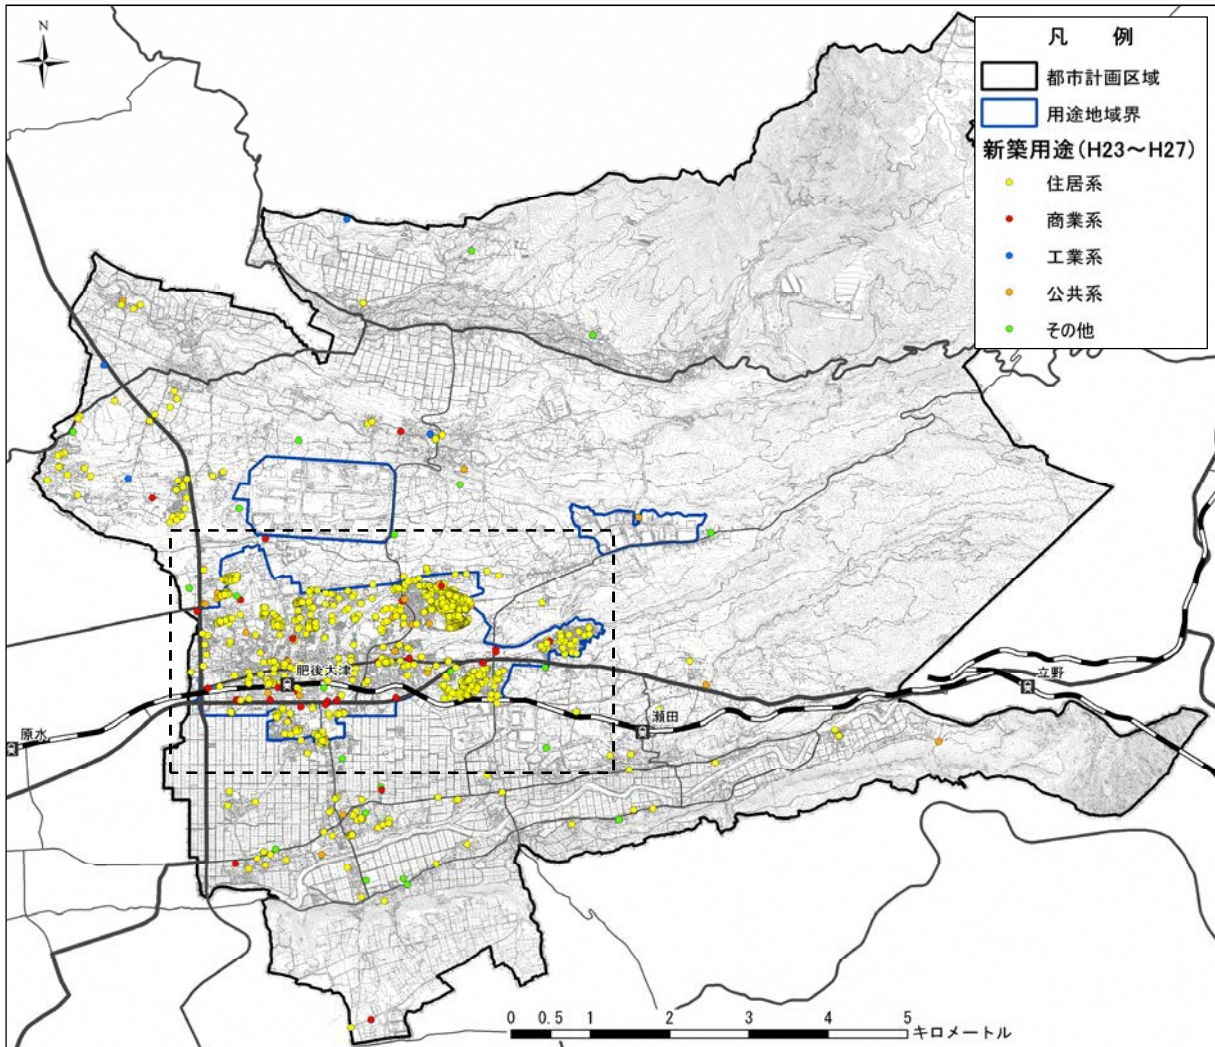 N
凡 例
都市計画区域
用途地域界
新築用途(H23～H27)
住居系
商業系
工業系
公共系
その他
肥後大津
立野
瀬田
原水
0 0.5 1 2 3 4 5
キロメートル